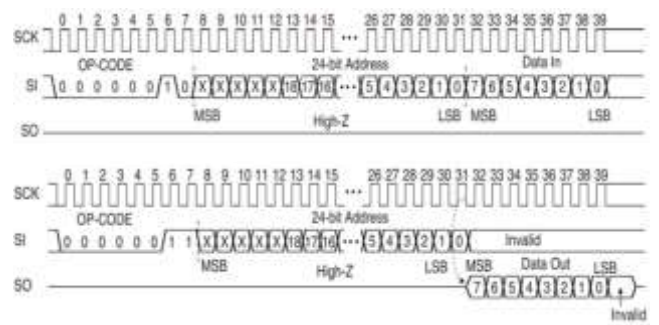 0 1 2 3 4 5 6 7 8 9 10 11 12 13 14 15 ... 26 27 28 29 30 31 32 33 34 35 36 37 38 39
SCK
OP-CODE 24-bit Address Data In
SI 0 0 0 0 0 0 1 0 X X X X X 18 17 16 ... 5 4 3 2 1 0 7 6 5 4 3 2 1 0
MSB High-Z LSB MSB LSB
SO
0 1 2 3 4 5 6 7 8 9 10 11 12 13 14 15 ... 26 27 28 29 30 31 32 33 34 35 36 37 38 39
SCK
OP-CODE 24-bit Address
SI 0 0 0 0 0 0 1 1 X X X X X 18 17 16 ... 5 4 3 2 1 0 Invalid
MSB High-Z LSB MSB Data Out LSB
SO 7 6 5 4 3 2 1 0
Invalid